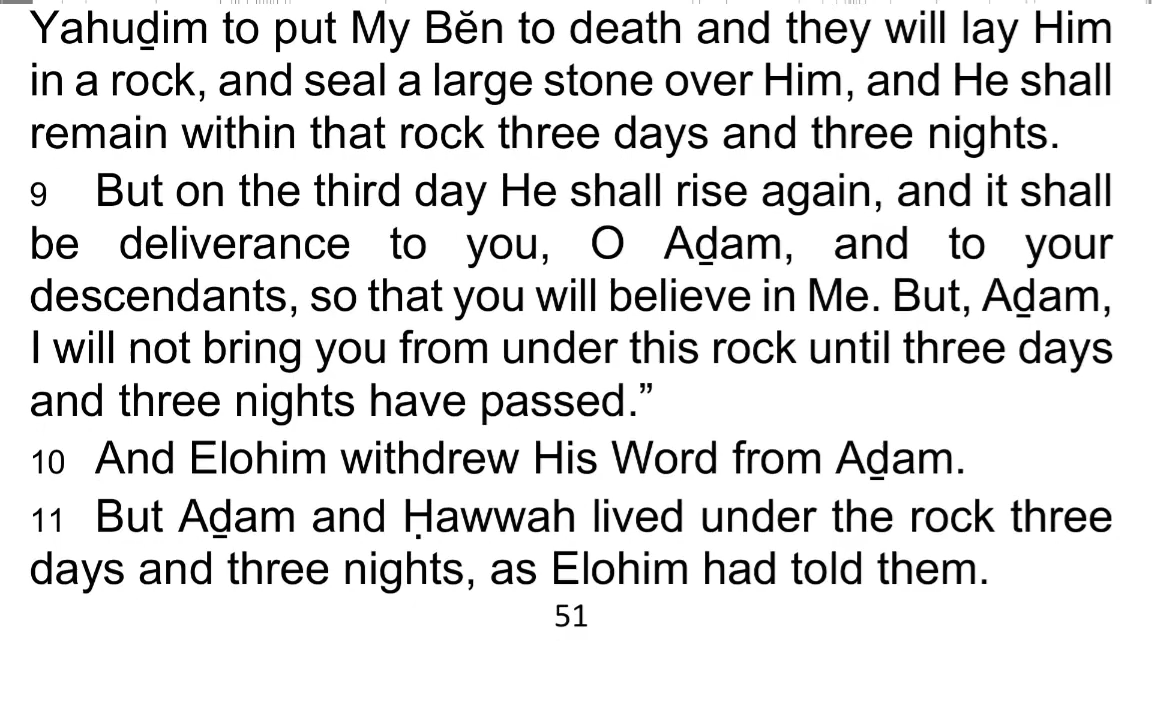 Yahuḏim to put My Běn to death and they will lay Him
in a rock, and seal a large stone over Him, and He shall
remain within that rock three days and three nights.
9 But on the third day He shall rise again, and it shall
be deliverance to you, O Aḏam, and to your
descendants, so that you will believe in Me. But, Aḏam,
I will not bring you from under this rock until three days
and three nights have passed.”
10 And Elohim withdrew His Word from Aḏam.
11 But Aḏam and Ḥawwah lived under the rock three
days and three nights, as Elohim had told them.
51